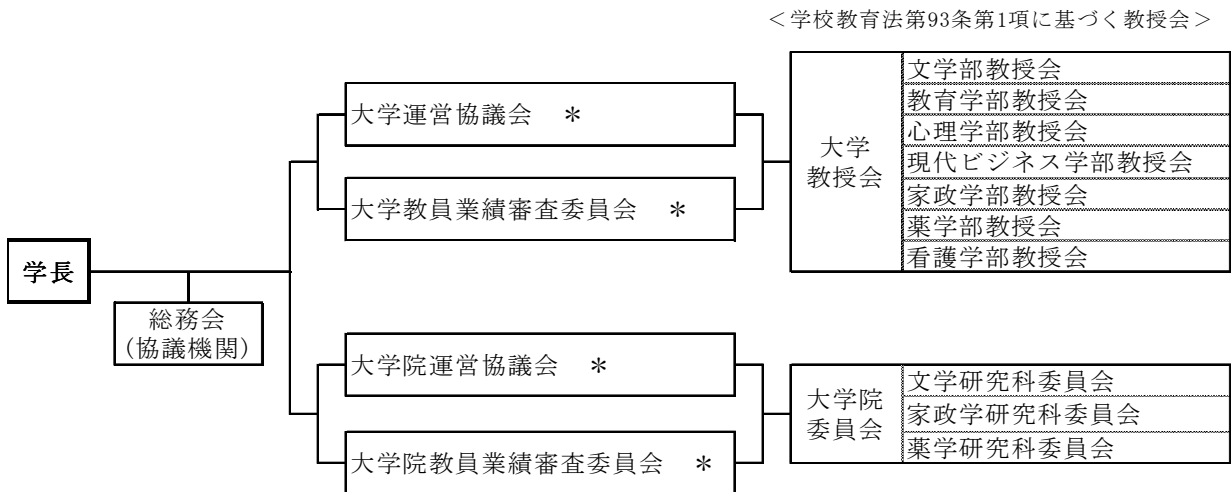 ＜学校教育法第93条第1項に基づく教授会＞
学長
総務会
(協議機関)
大学運営協議会　＊
大学教員業績審査委員会　＊
大学
教授会
文学部教授会
教育学部教授会
心理学部教授会
現代ビジネス学部教授会
家政学部教授会
薬学部教授会
看護学部教授会
大学院運営協議会　＊
大学院教員業績審査委員会　＊
大学院
委員会
文学研究科委員会
家政学研究科委員会
薬学研究科委員会